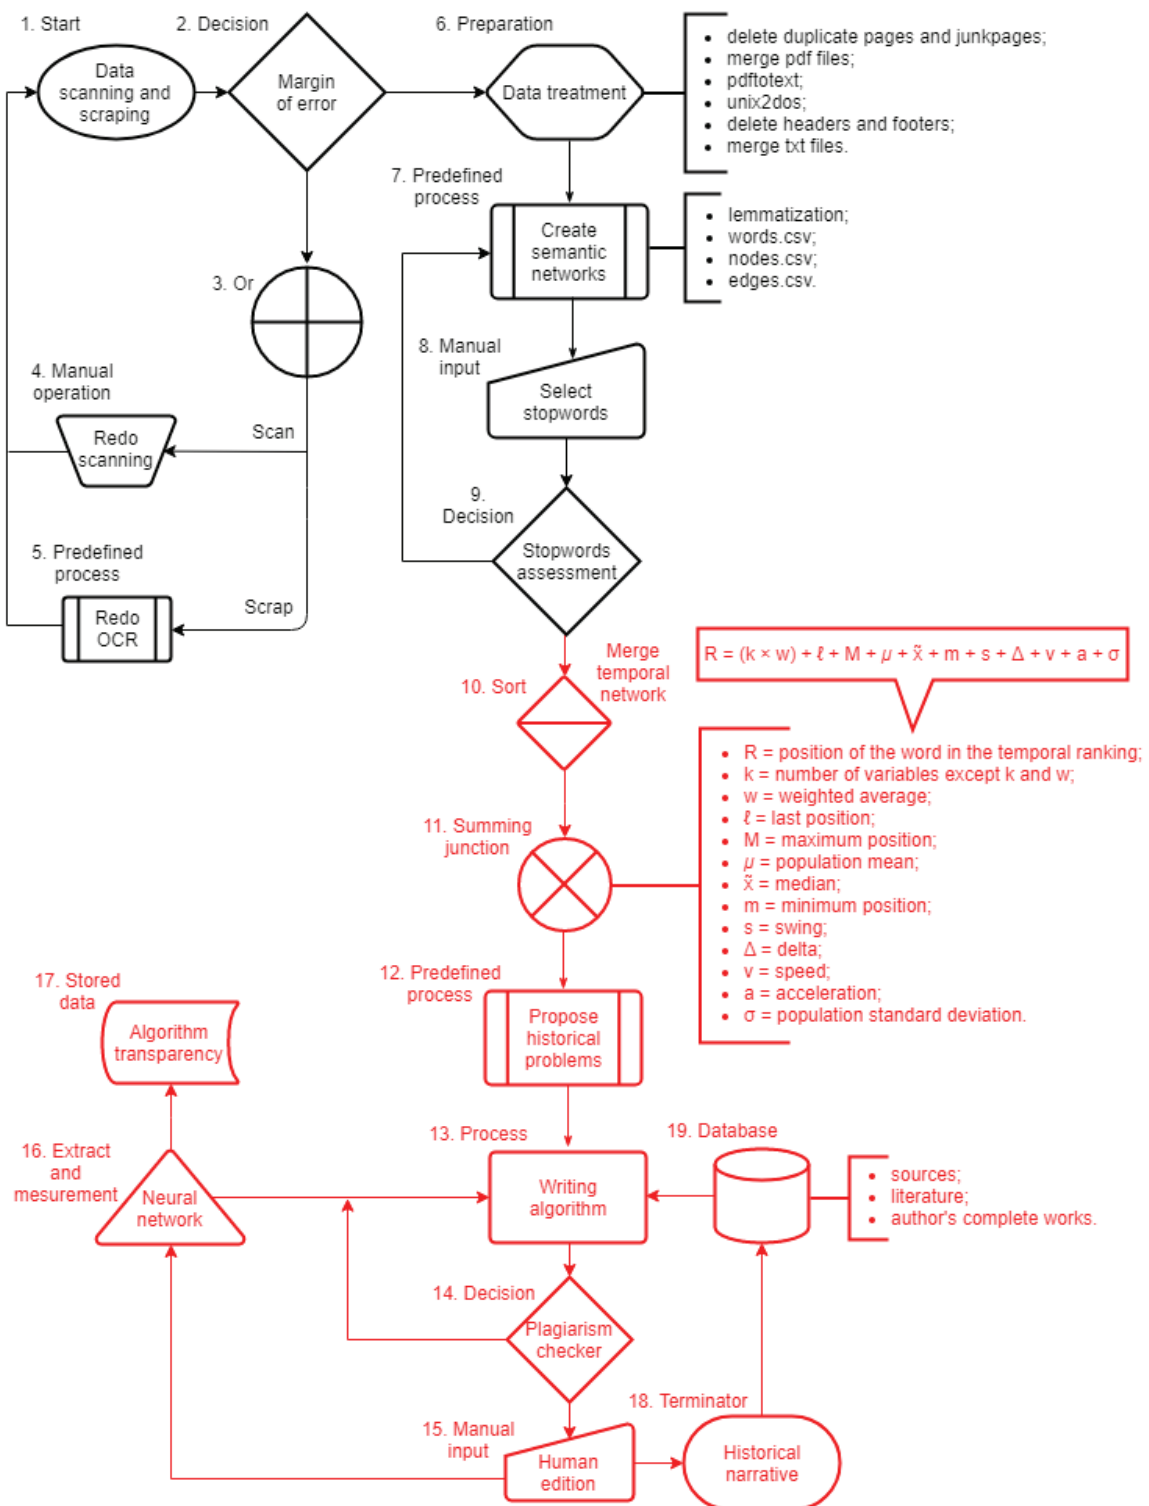 1. Start
Data
scanning and
scraping
2. Decision
Margin
of error
3. Or
4. Manual
operation
Redo
scanning
Scan
5. Predefined
process
Redo
OCR
Scrap
6. Preparation
Data treatment
delete duplicate pages and junkpages;
merge pdf files;
pdftotext;
unix2dos;
delete headers and footers;
merge txt files.
7. Predefined
process
Create
semantic
networks
lemmatization;
words.csv;
nodes.csv;
edges.csv.
8. Manual
input
Select
stopwords
9.
Decision
Stopwords
assessment
10. Sort
Merge
temporal
network
R = (k × w) + ℓ + M + μ + x̃ + m + s + Δ + v + a + σ
11. Summing
junction
R = position of the word in the temporal ranking;
k = number of variables except k and w;
w = weighted average;
ℓ = last position;
M = maximum position;
μ = population mean;
x̃ = median;
m = minimum position;
s = swing;
Δ = delta;
v = speed;
a = acceleration;
σ = population standard deviation.
12. Predefined
process
Propose
historical
problems
13. Process
Writing
algorithm
14. Decision
Plagiarism
checker
15. Manual
input
Human
edition
16. Extract
and
mesurement
Neural
network
17. Stored
data
Algorithm
transparency
18. Terminator
Historical
narrative
19. Database
sources;
literature;
author's complete works.